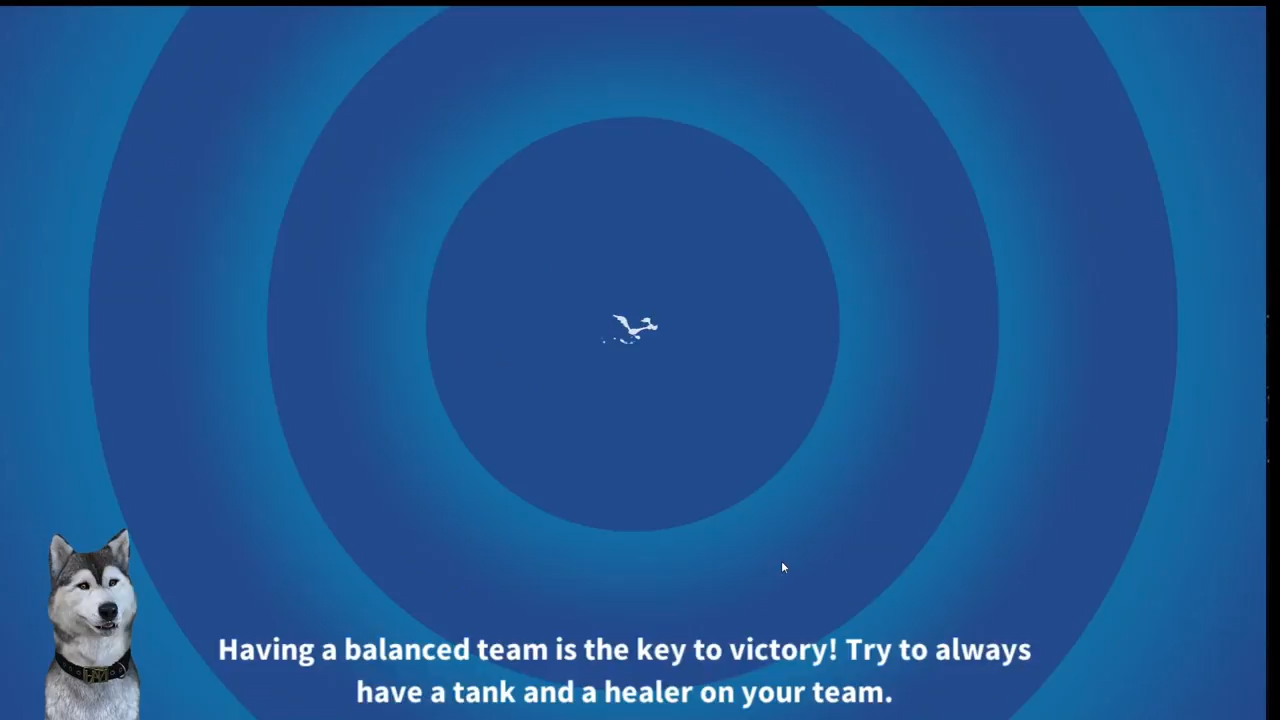 Having a balanced team is the key to victory! Try to always
have a tank and a healer on your team.